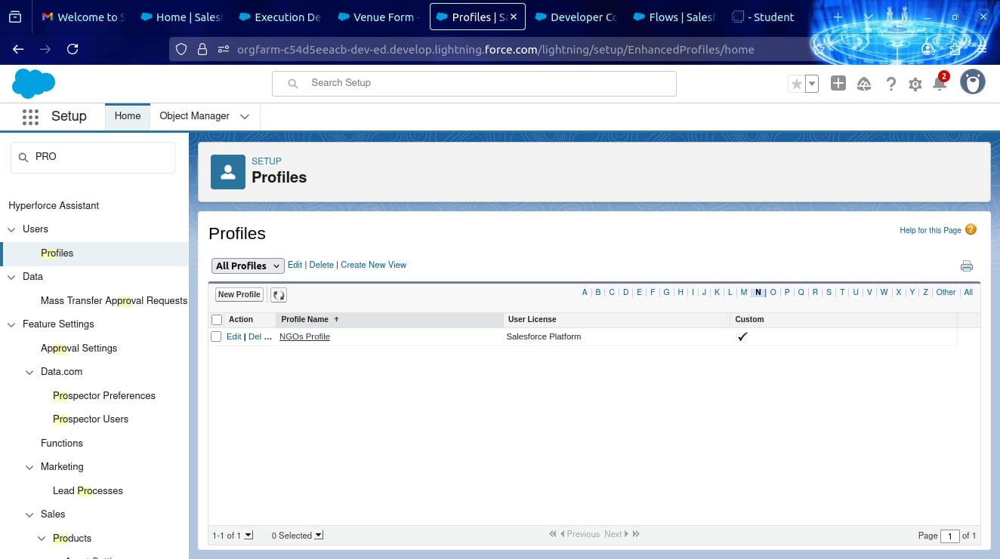 Welcome to S
Home | Salesf
Execution De
Venue Form -
Profiles | Sa
Developer Co
Flows | Salesf
- Student
orgfarm-c54d5eeacb-dev-ed.develop.lightning.force.com/lightning/setup/EnhancedProfiles/home
Search Setup
2
Setup
Home
Object Manager
PRO
SETUP
Profiles
Hyperforce Assistant
Users
Profiles
Data
Mass Transfer Approval Requests
Feature Settings
Approval Settings
Data.com
Prospector Preferences
Prospector Users
Functions
Marketing
Lead Processes
Sales
Products
Profiles
Help for this Page ?
All Profiles Edit | Delete | Create New View
New Profile
A | B | C | D | E | F | G | H | I | J | K | L | M | N | O | P | Q | R | S | T | U | V | W | X | Y | Z | Other | All
Action Profile Name ↑ User License Custom
Edit | Del ... NGOs Profile Salesforce Platform ✓
1-1 of 1 0 Selected Previous Next Page 1 of 1